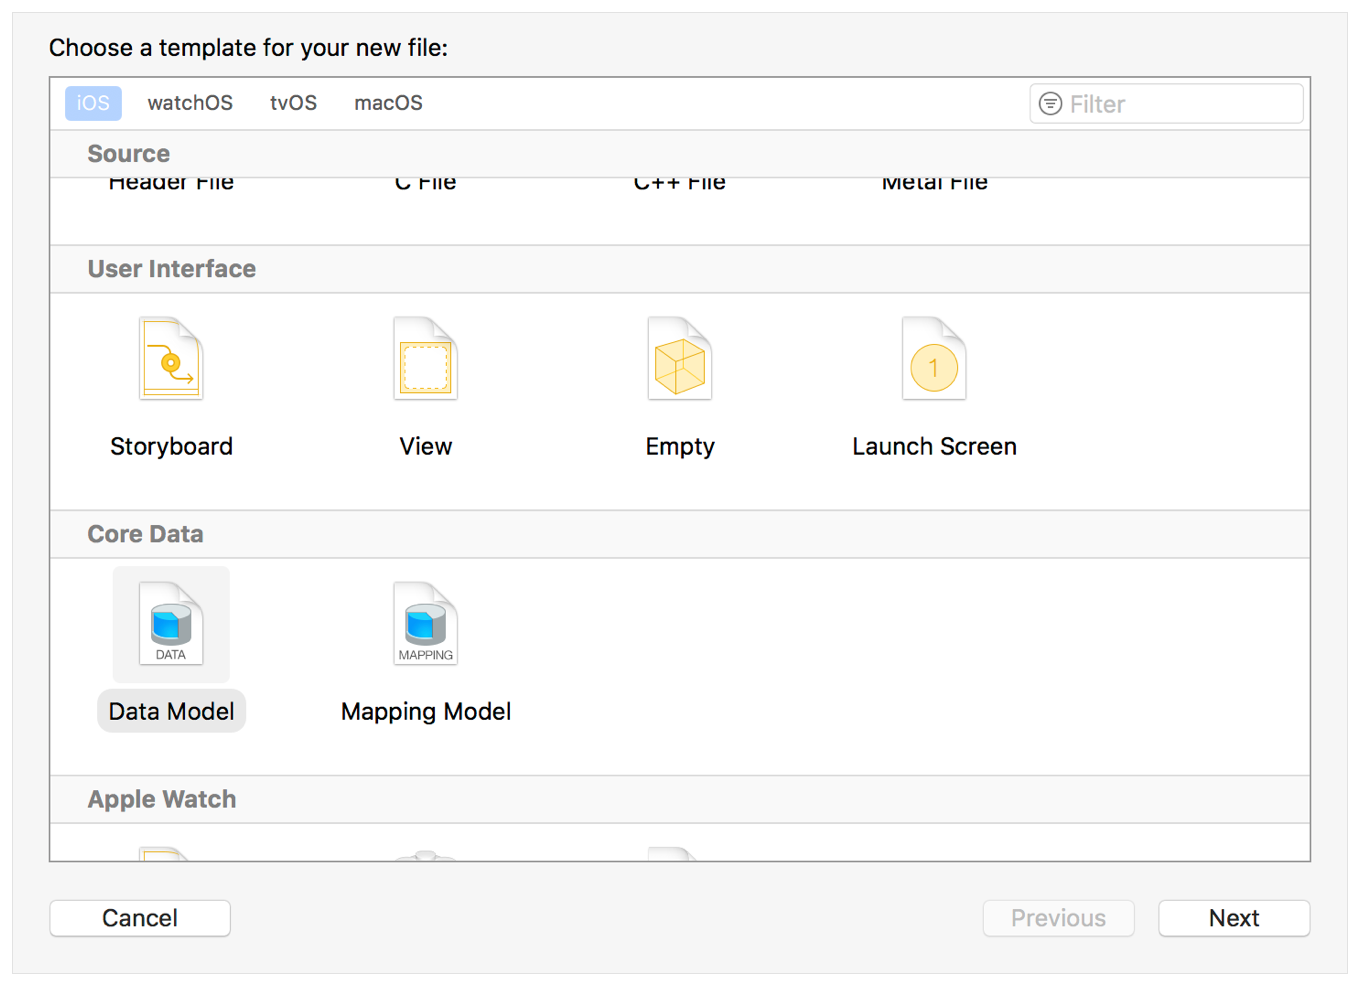 Choose a template for your new file:
iOS watchOS tvOS macOS Filter
Source
Header File C File C++ File Metal File
User Interface
1
Storyboard View Empty Launch Screen
Core Data
DATA MAPPING
Data Model Mapping Model
Apple Watch
Cancel Previous Next